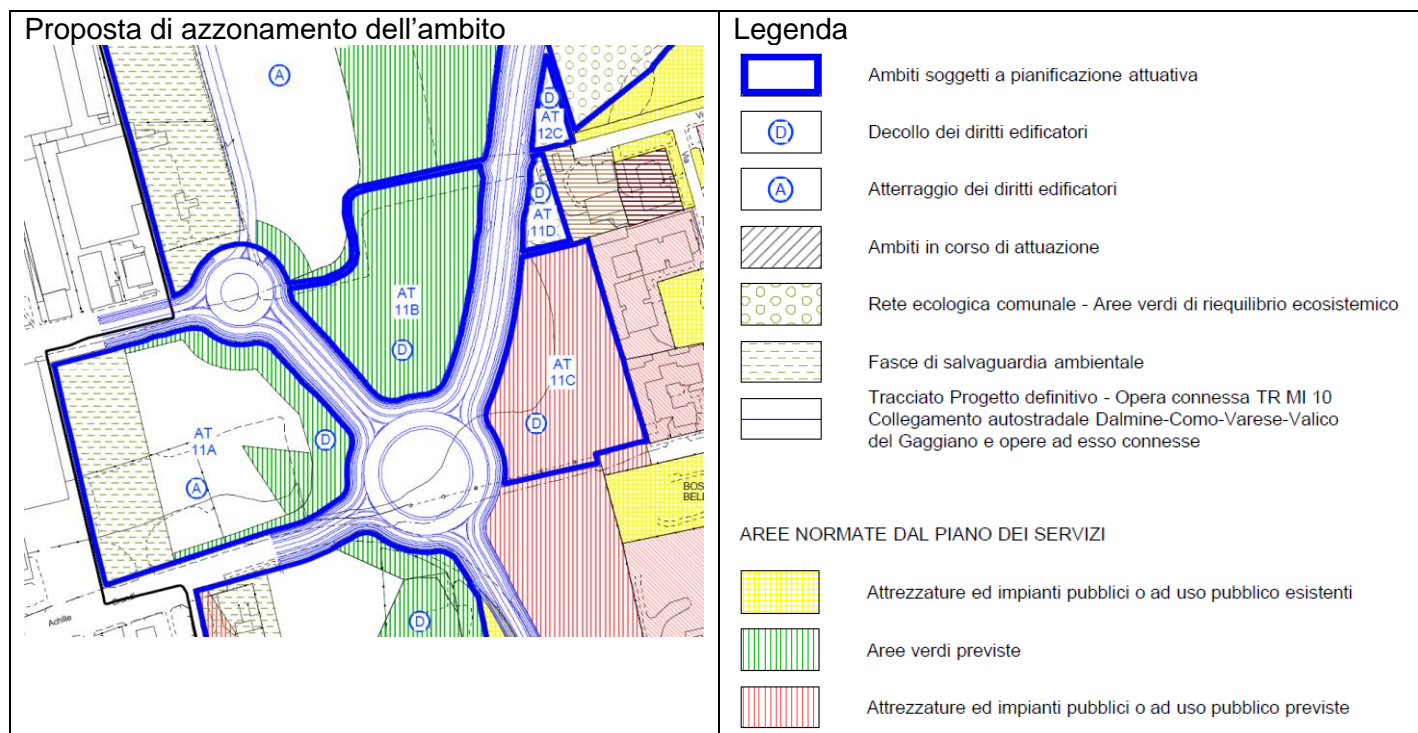 Proposta di azzonamento dell'ambito
A
D
AT
12C
D
AT
11D
AT
11B
D
AT
11C
D
D
AT
11A
A
D
Achille
Grandi
Via
BOS
BELL
Legenda
Ambiti soggetti a pianificazione attuativa
D
Decollo dei diritti edificatori
A
Atterraggio dei diritti edificatori
Ambiti in corso di attuazione
Rete ecologica comunale - Aree verdi di riequilibrio ecosistemico
Fasce di salvaguardia ambientale
Tracciato Progetto definitivo - Opera connessa TR MI 10
Collegamento autostradale Dalmine-Como-Varese-Valico
del Gaggiano e opere ad esso connesse
AREE NORMATE DAL PIANO DEI SERVIZI
Attrezzature ed impianti pubblici o ad uso pubblico esistenti
Aree verdi previste
Attrezzature ed impianti pubblici o ad uso pubblico previste